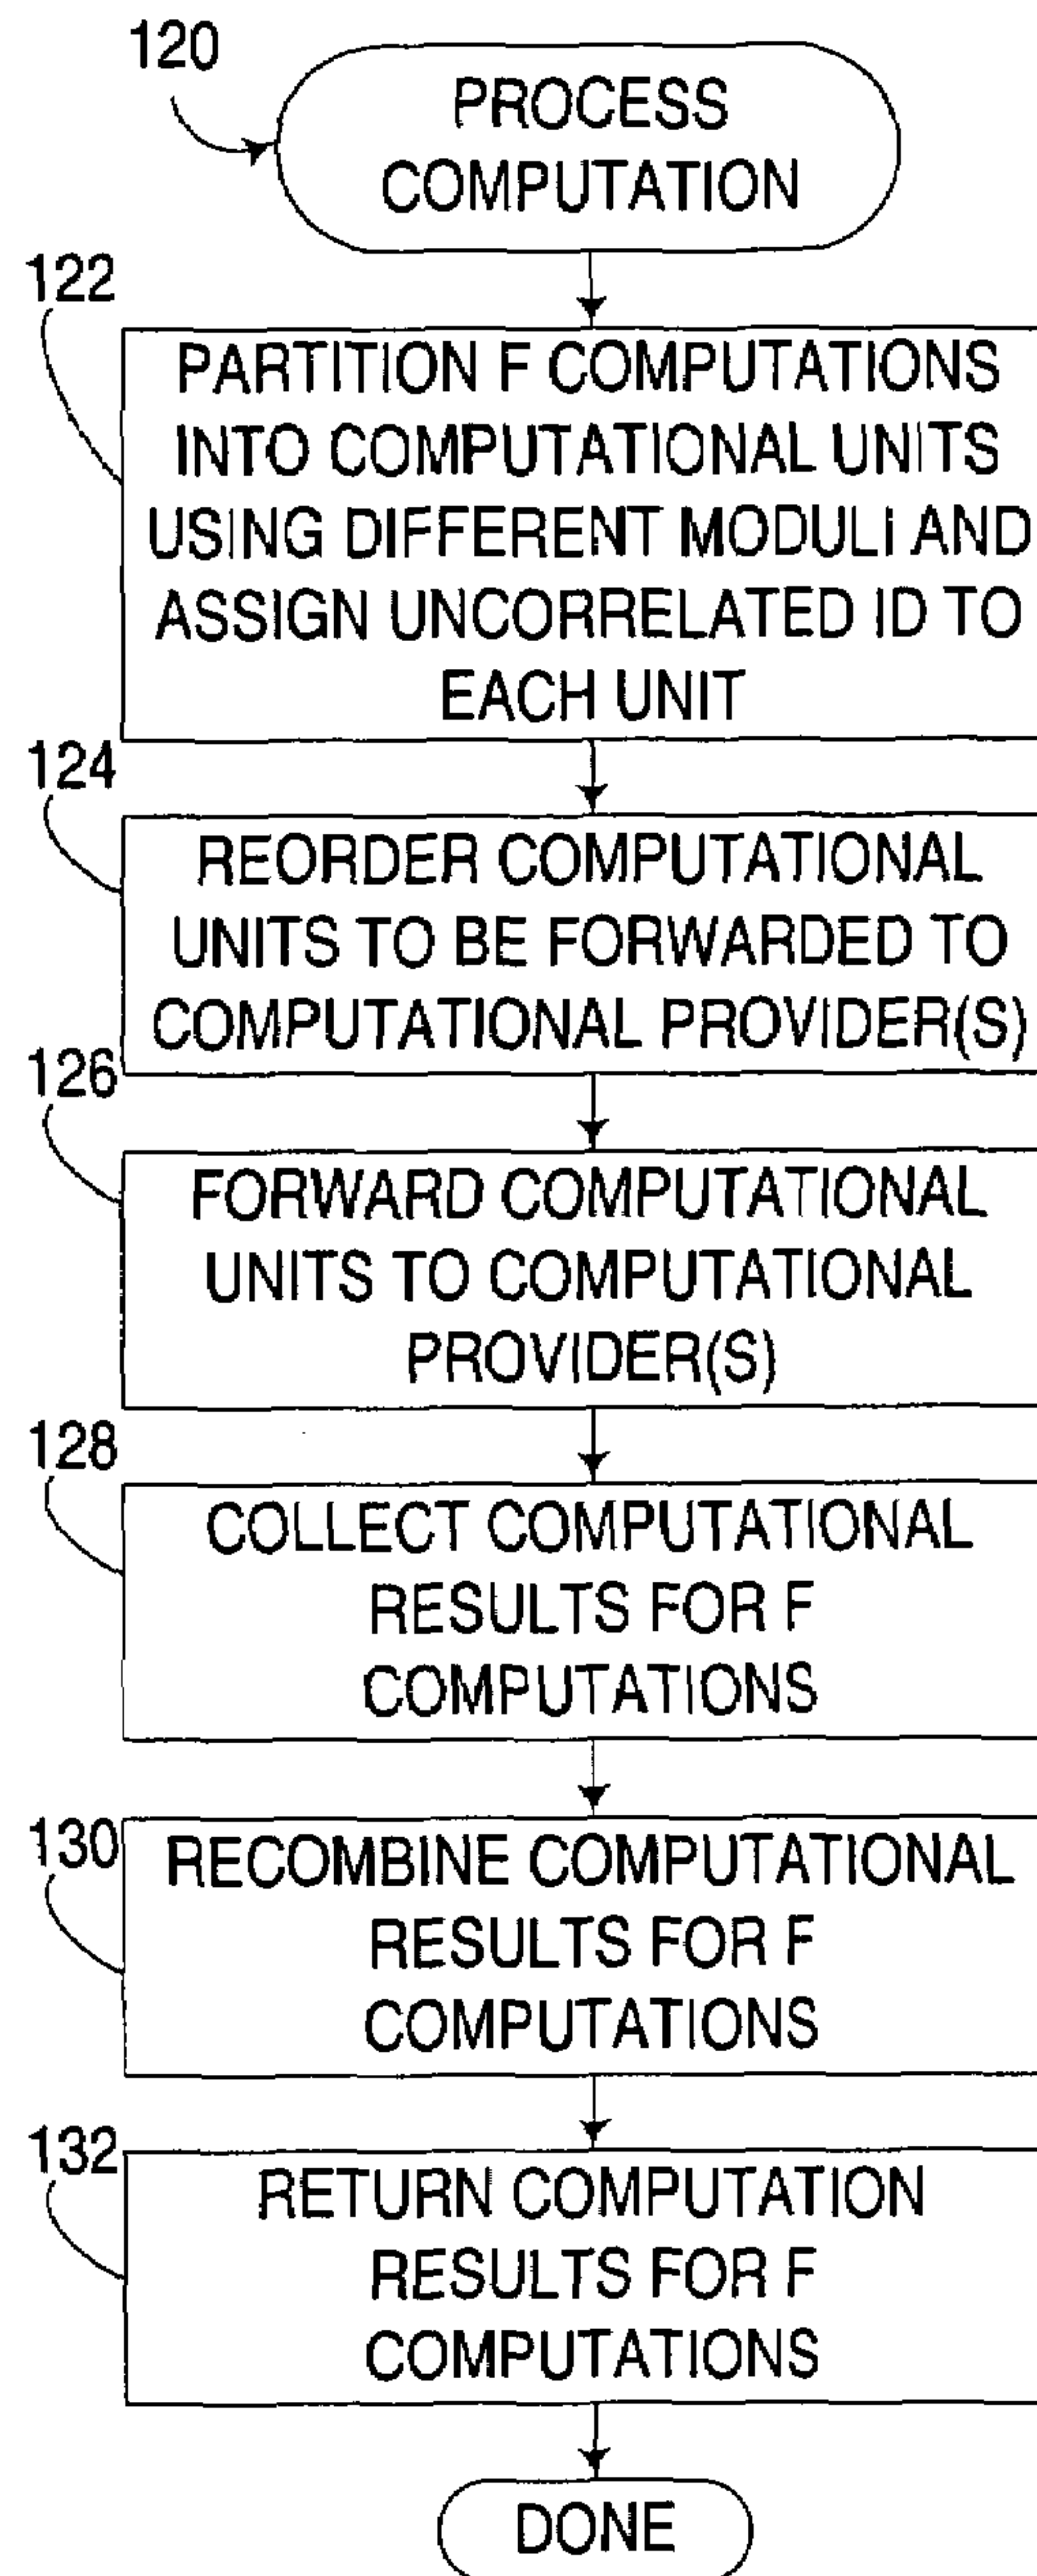 120
PROCESS
COMPUTATION
122
PARTITION F COMPUTATIONS
INTO COMPUTATIONAL UNITS
USING DIFFERENT MODULI AND
ASSIGN UNCORRELATED ID TO
EACH UNIT
124
REORDER COMPUTATIONAL
UNITS TO BE FORWARDED TO
COMPUTATIONAL PROVIDER(S)
126
FORWARD COMPUTATIONAL
UNITS TO COMPUTATIONAL
PROVIDER(S)
128
COLLECT COMPUTATIONAL
RESULTS FOR F
COMPUTATIONS
130
RECOMBINE COMPUTATIONAL
RESULTS FOR F
COMPUTATIONS
132
RETURN COMPUTATION
RESULTS FOR F
COMPUTATIONS
DONE